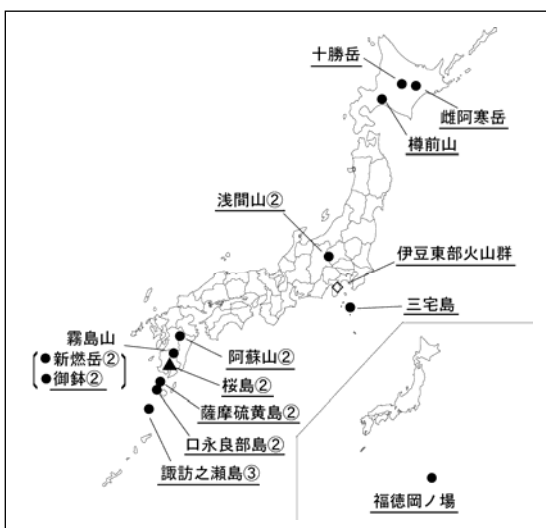 十勝岳
雌阿寒岳
樽前山
浅間山②
伊豆東部火山群
三宅島
霧島山
新燃岳②
御鉢②
阿蘇山②
桜島②
薩摩硫黄島②
口永良部島②
諏訪之瀬島③
福徳岡ノ場